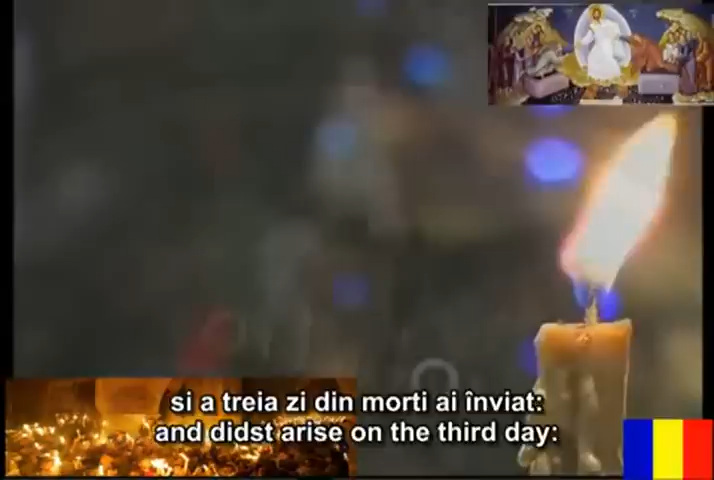 si a treia zi din morti ai înviat:
and didst arise on the third day: